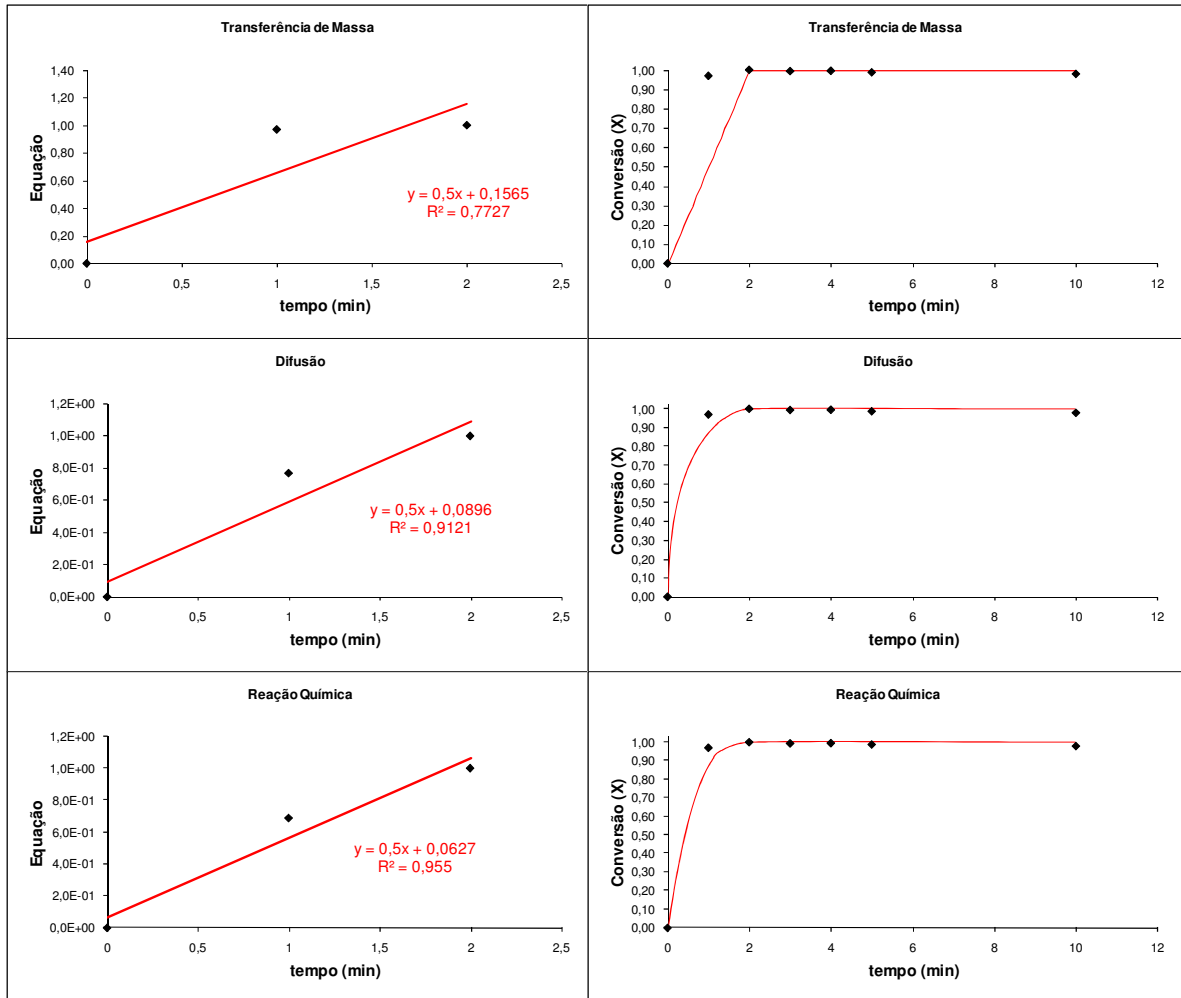 Transferência de Massa
Equação
1,40
1,20
1,00
0,80
0,60
0,40
0,20
0,00
y = 0,5x + 0,1565
R² = 0,7727
0
0,5
1
1,5
2
2,5
tempo (min)
Transferência de Massa
Conversão (X)
1,00
0,90
0,80
0,70
0,60
0,50
0,40
0,30
0,20
0,10
0,00
0
2
4
6
8
10
12
tempo (min)
Difusão
Equação
1,2E+00
1,0E+00
8,0E-01
6,0E-01
4,0E-01
2,0E-01
0,0E+00
y = 0,5x + 0,0896
R² = 0,9121
0
0,5
1
1,5
2
2,5
tempo (min)
Difusão
Conversão (X)
1,00
0,90
0,80
0,70
0,60
0,50
0,40
0,30
0,20
0,10
0,00
0
2
4
6
8
10
12
tempo (min)
Reação Química
Equação
1,2E+00
1,0E+00
8,0E-01
6,0E-01
4,0E-01
2,0E-01
0,0E+00
y = 0,5x + 0,0627
R² = 0,955
0
0,5
1
1,5
2
2,5
tempo (min)
Reação Química
Conversão (X)
1,00
0,90
0,80
0,70
0,60
0,50
0,40
0,30
0,20
0,10
0,00
0
2
4
6
8
10
12
tempo (min)